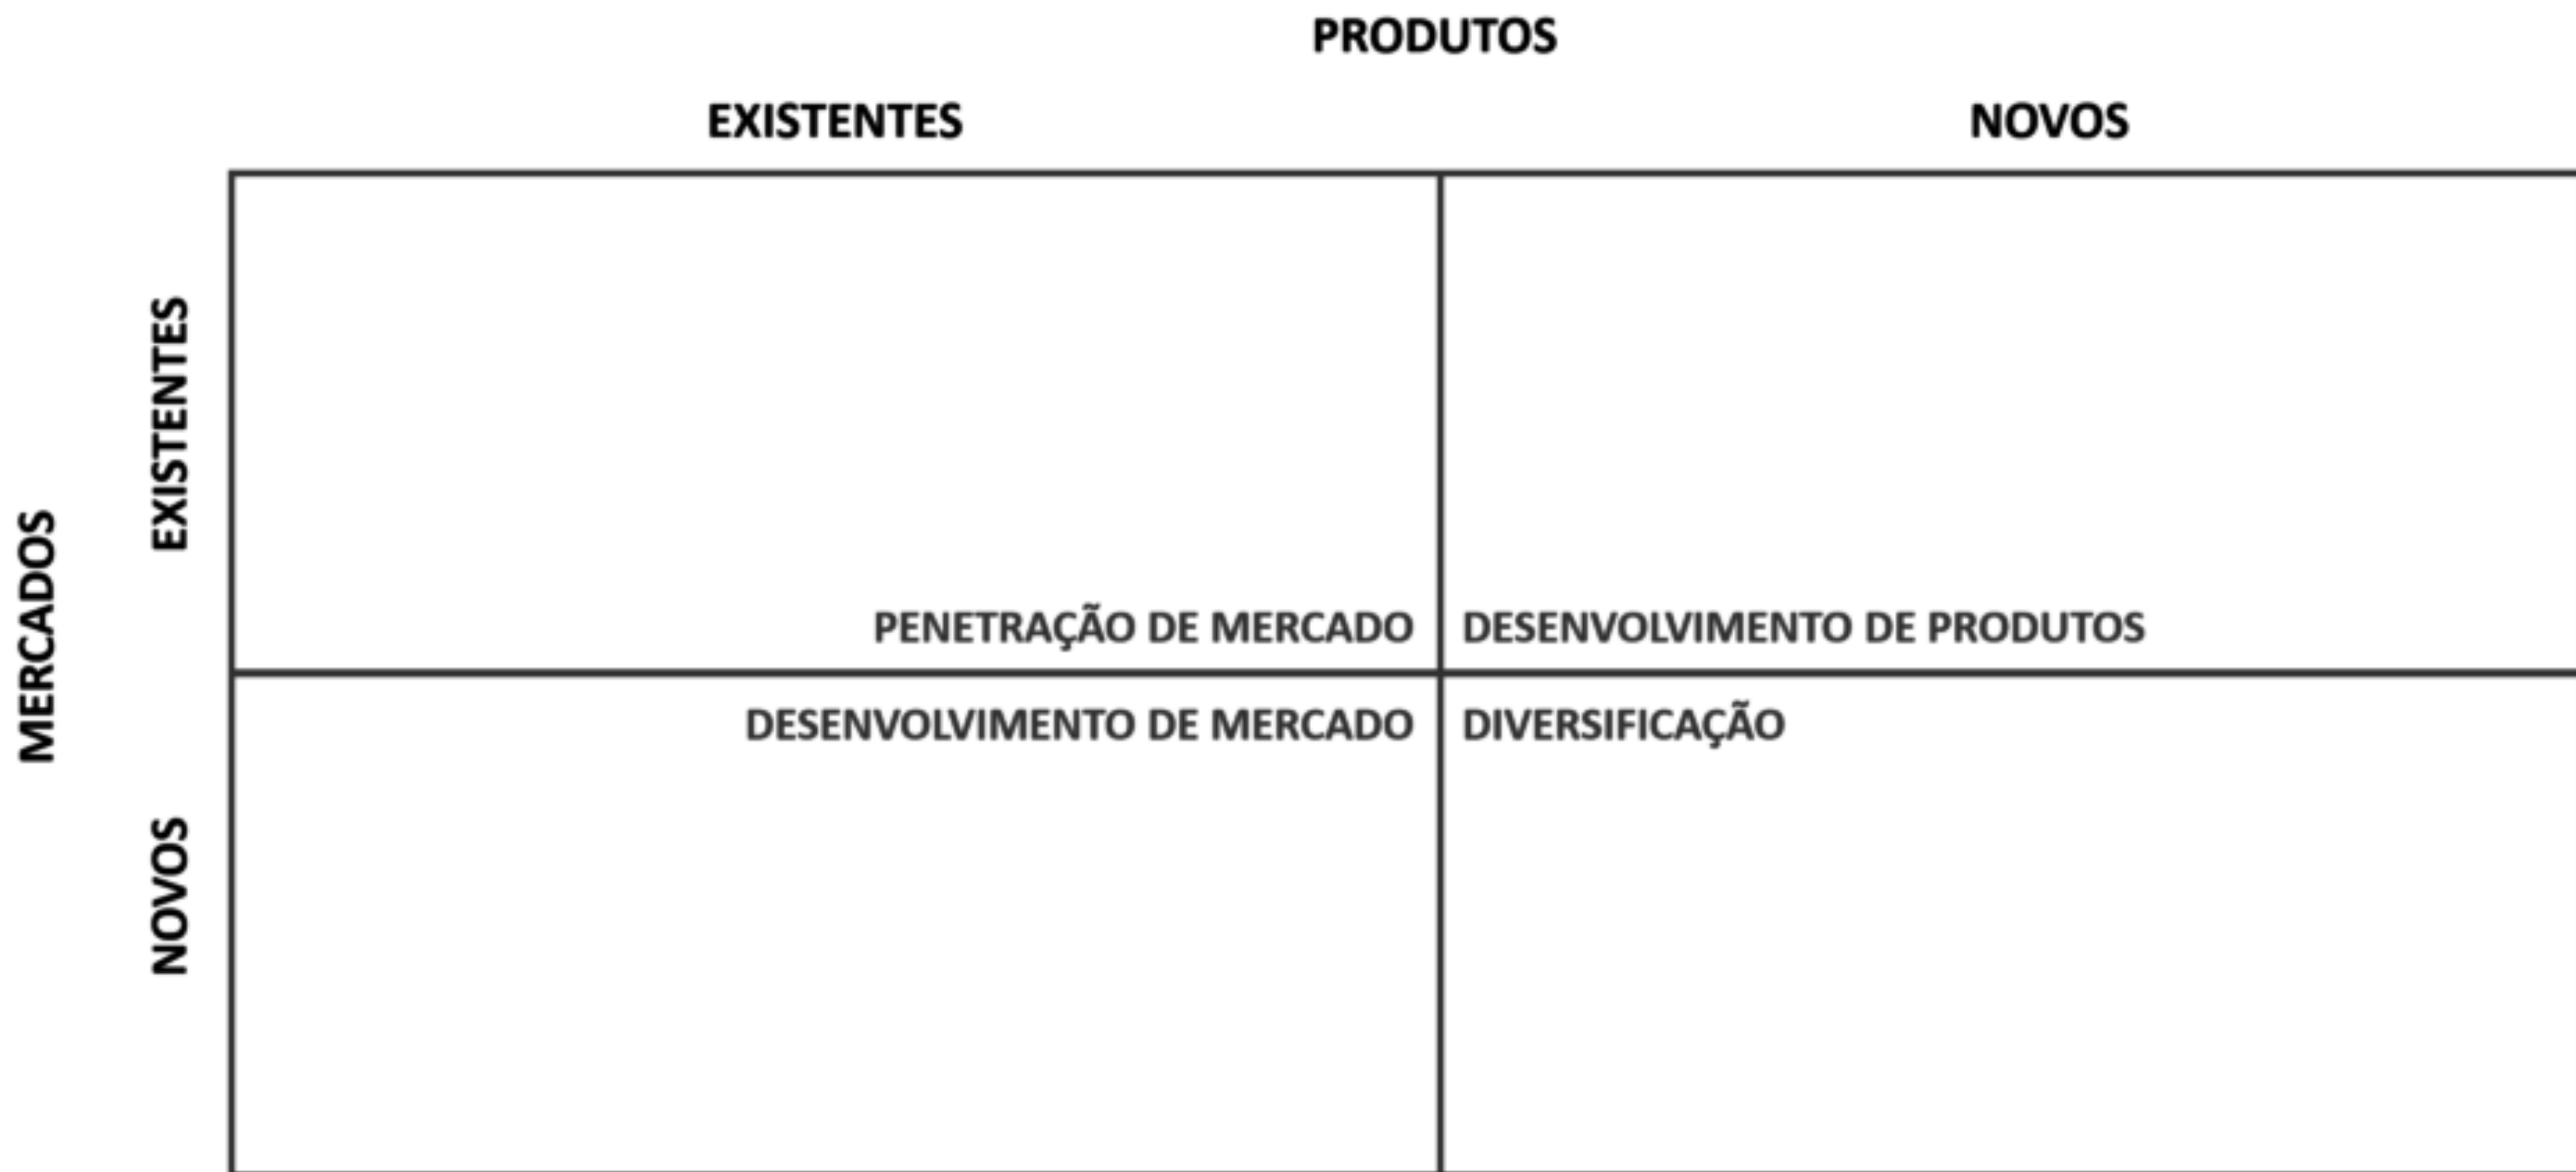 PRODUTOS
EXISTENTES
NOVOS
MERCADOS
EXISTENTES
PENETRAÇÃO DE MERCADO
DESENVOLVIMENTO DE PRODUTOS
NOVOS
DESENVOLVIMENTO DE MERCADO
DIVERSIFICAÇÃO